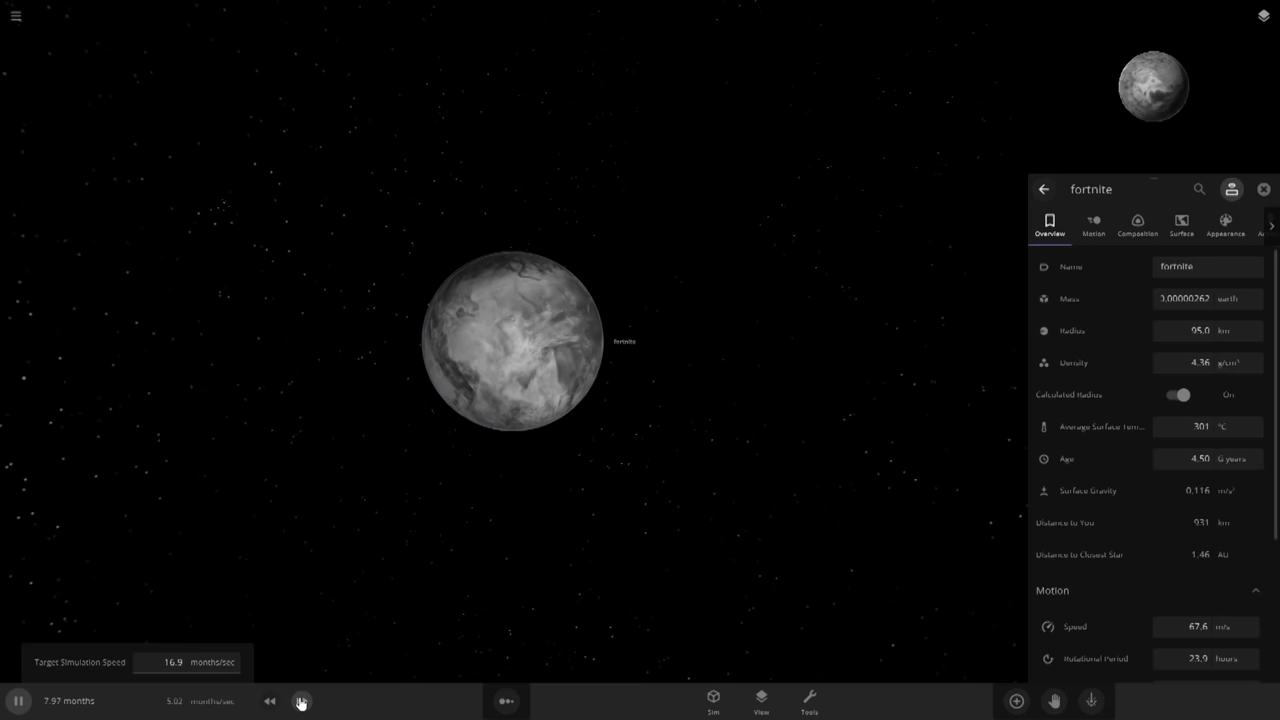 fortnite
Overview Motion Composition Surface Appearance
Name fortnite
Mass 0.00000262 earth
Radius 95.0 km
fortnite
Density 4.36 g/cm³
Calculated Radius On
Average Surface Tem... 301 °C
Age 4.50 G years
Surface Gravity 0.116 m/s²
Distance to You 931 km
Distance to Closest Star 1.46 AU
Motion
Speed 67.6 m/s
Rotational Period 23.9 hours
Target Simulation Speed 16.9 months/sec
7.97 months 5.02 months/sec
Sim View Tools